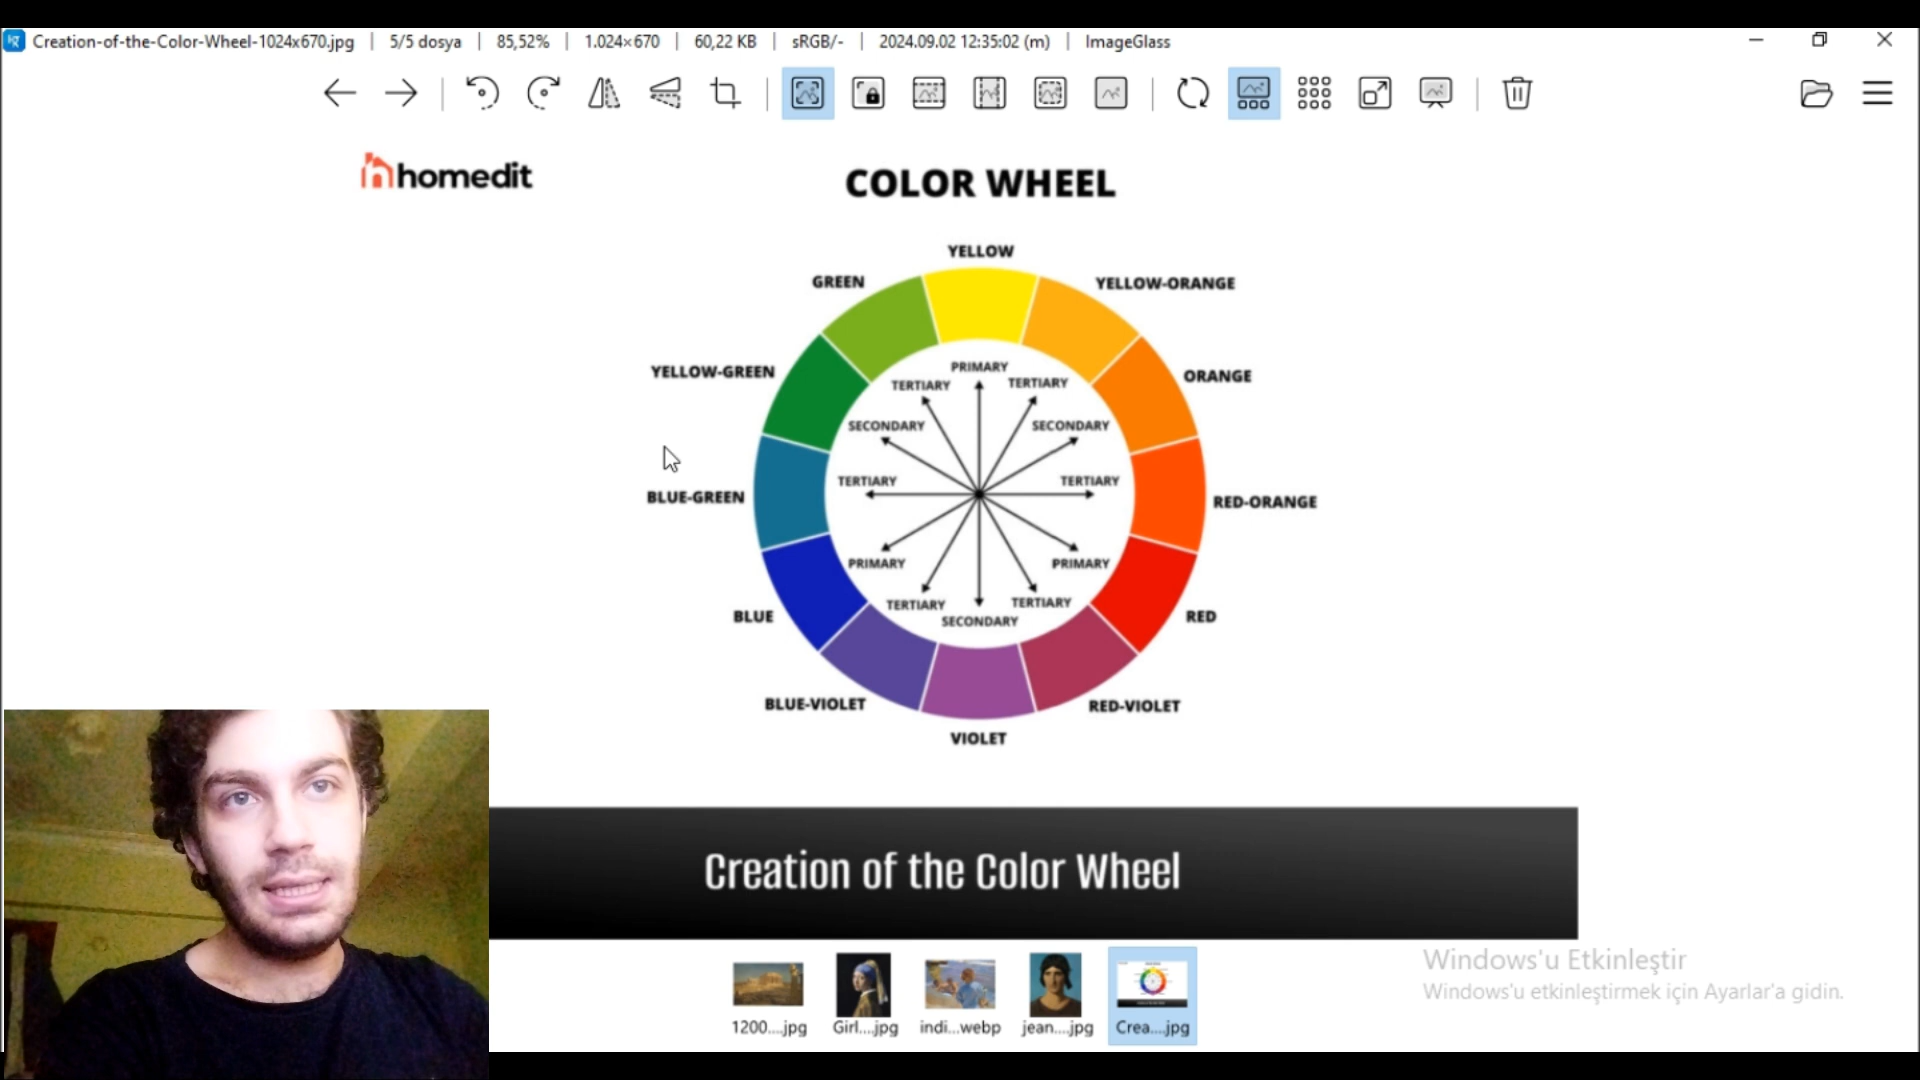 Creation-of-the-Color-Wheel-1024x670.jpg | 5/5 dosya | 85,52% | 1.024×670 | 60,22 KB | sRGB/- | 2024.09.02 12:35:02 (m) | ImageGlass
homedit
COLOR WHEEL
YELLOW
GREEN
YELLOW-ORANGE
YELLOW-GREEN
ORANGE
PRIMARY
TERTIARY
TERTIARY
SECONDARY
SECONDARY
TERTIARY
TERTIARY
BLUE-GREEN
RED-ORANGE
PRIMARY
PRIMARY
TERTIARY
TERTIARY
SECONDARY
BLUE
RED
BLUE-VIOLET
RED-VIOLET
VIOLET
Creation of the Color Wheel
Windows'u Etkinleştir
Windows'u etkinleştirmek için Ayarlar'a gidin.
1200....jpg
Girl....jpg
indi...webp
jean....jpg
Crea....jpg